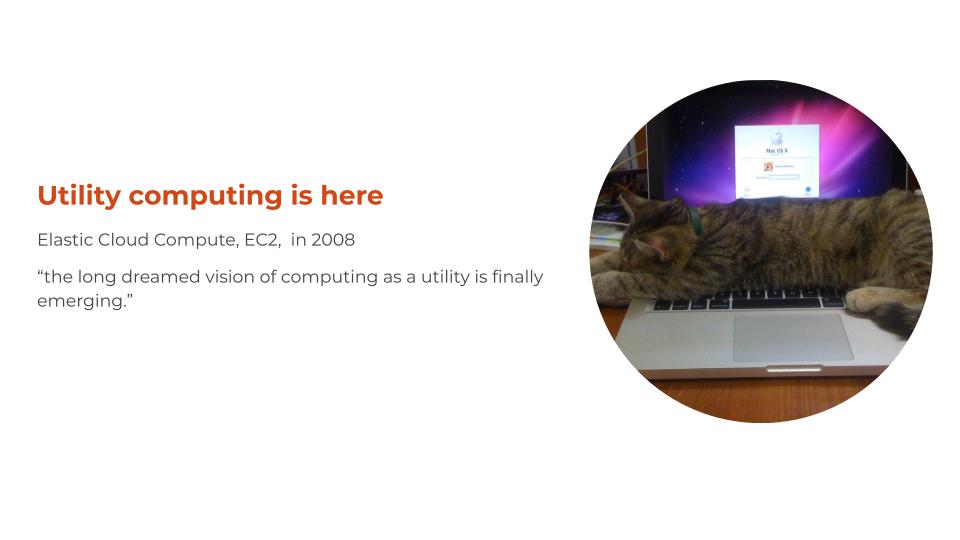 Utility computing is here
Elastic Cloud Compute, EC2,  in 2008
“the long dreamed vision of computing as a utility is finally
emerging.”
Mac OS X